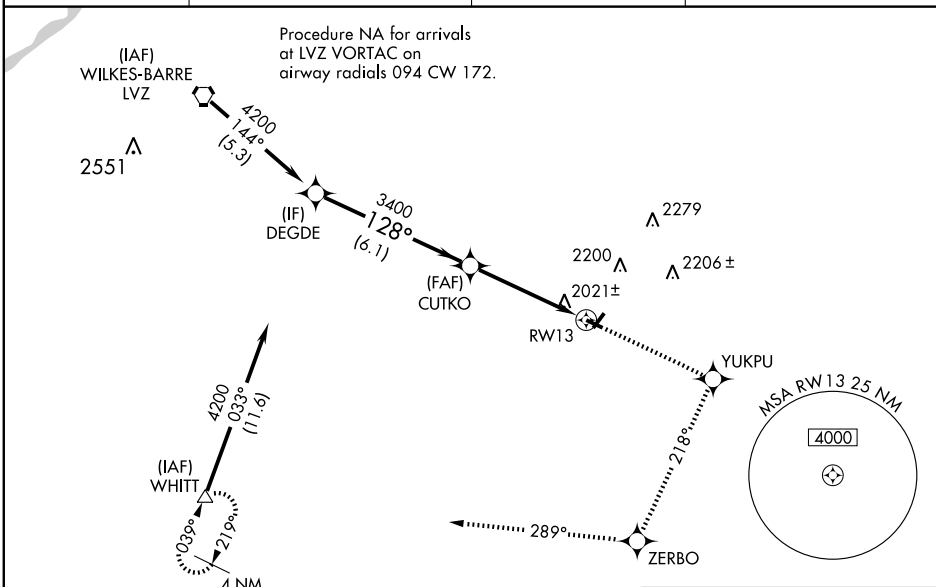 Procedure NA for arrivals
at LVZ VORTAC on
airway radials 094 CW 172.
(IAF)
WILKES-BARRE
LVZ
4200
144°
(5.3)
2551
(IF)
DEGDE
3400
128°
(6.1)
(FAF)
CUTKO
2279
2200
2206 ±
2021±
RW13
YUKPU
MSA RW13 25 NM
4000
4200
033°
(11.6)
(IAF)
WHITT
039°
219°
4 NM
218°
289°
ZERBO